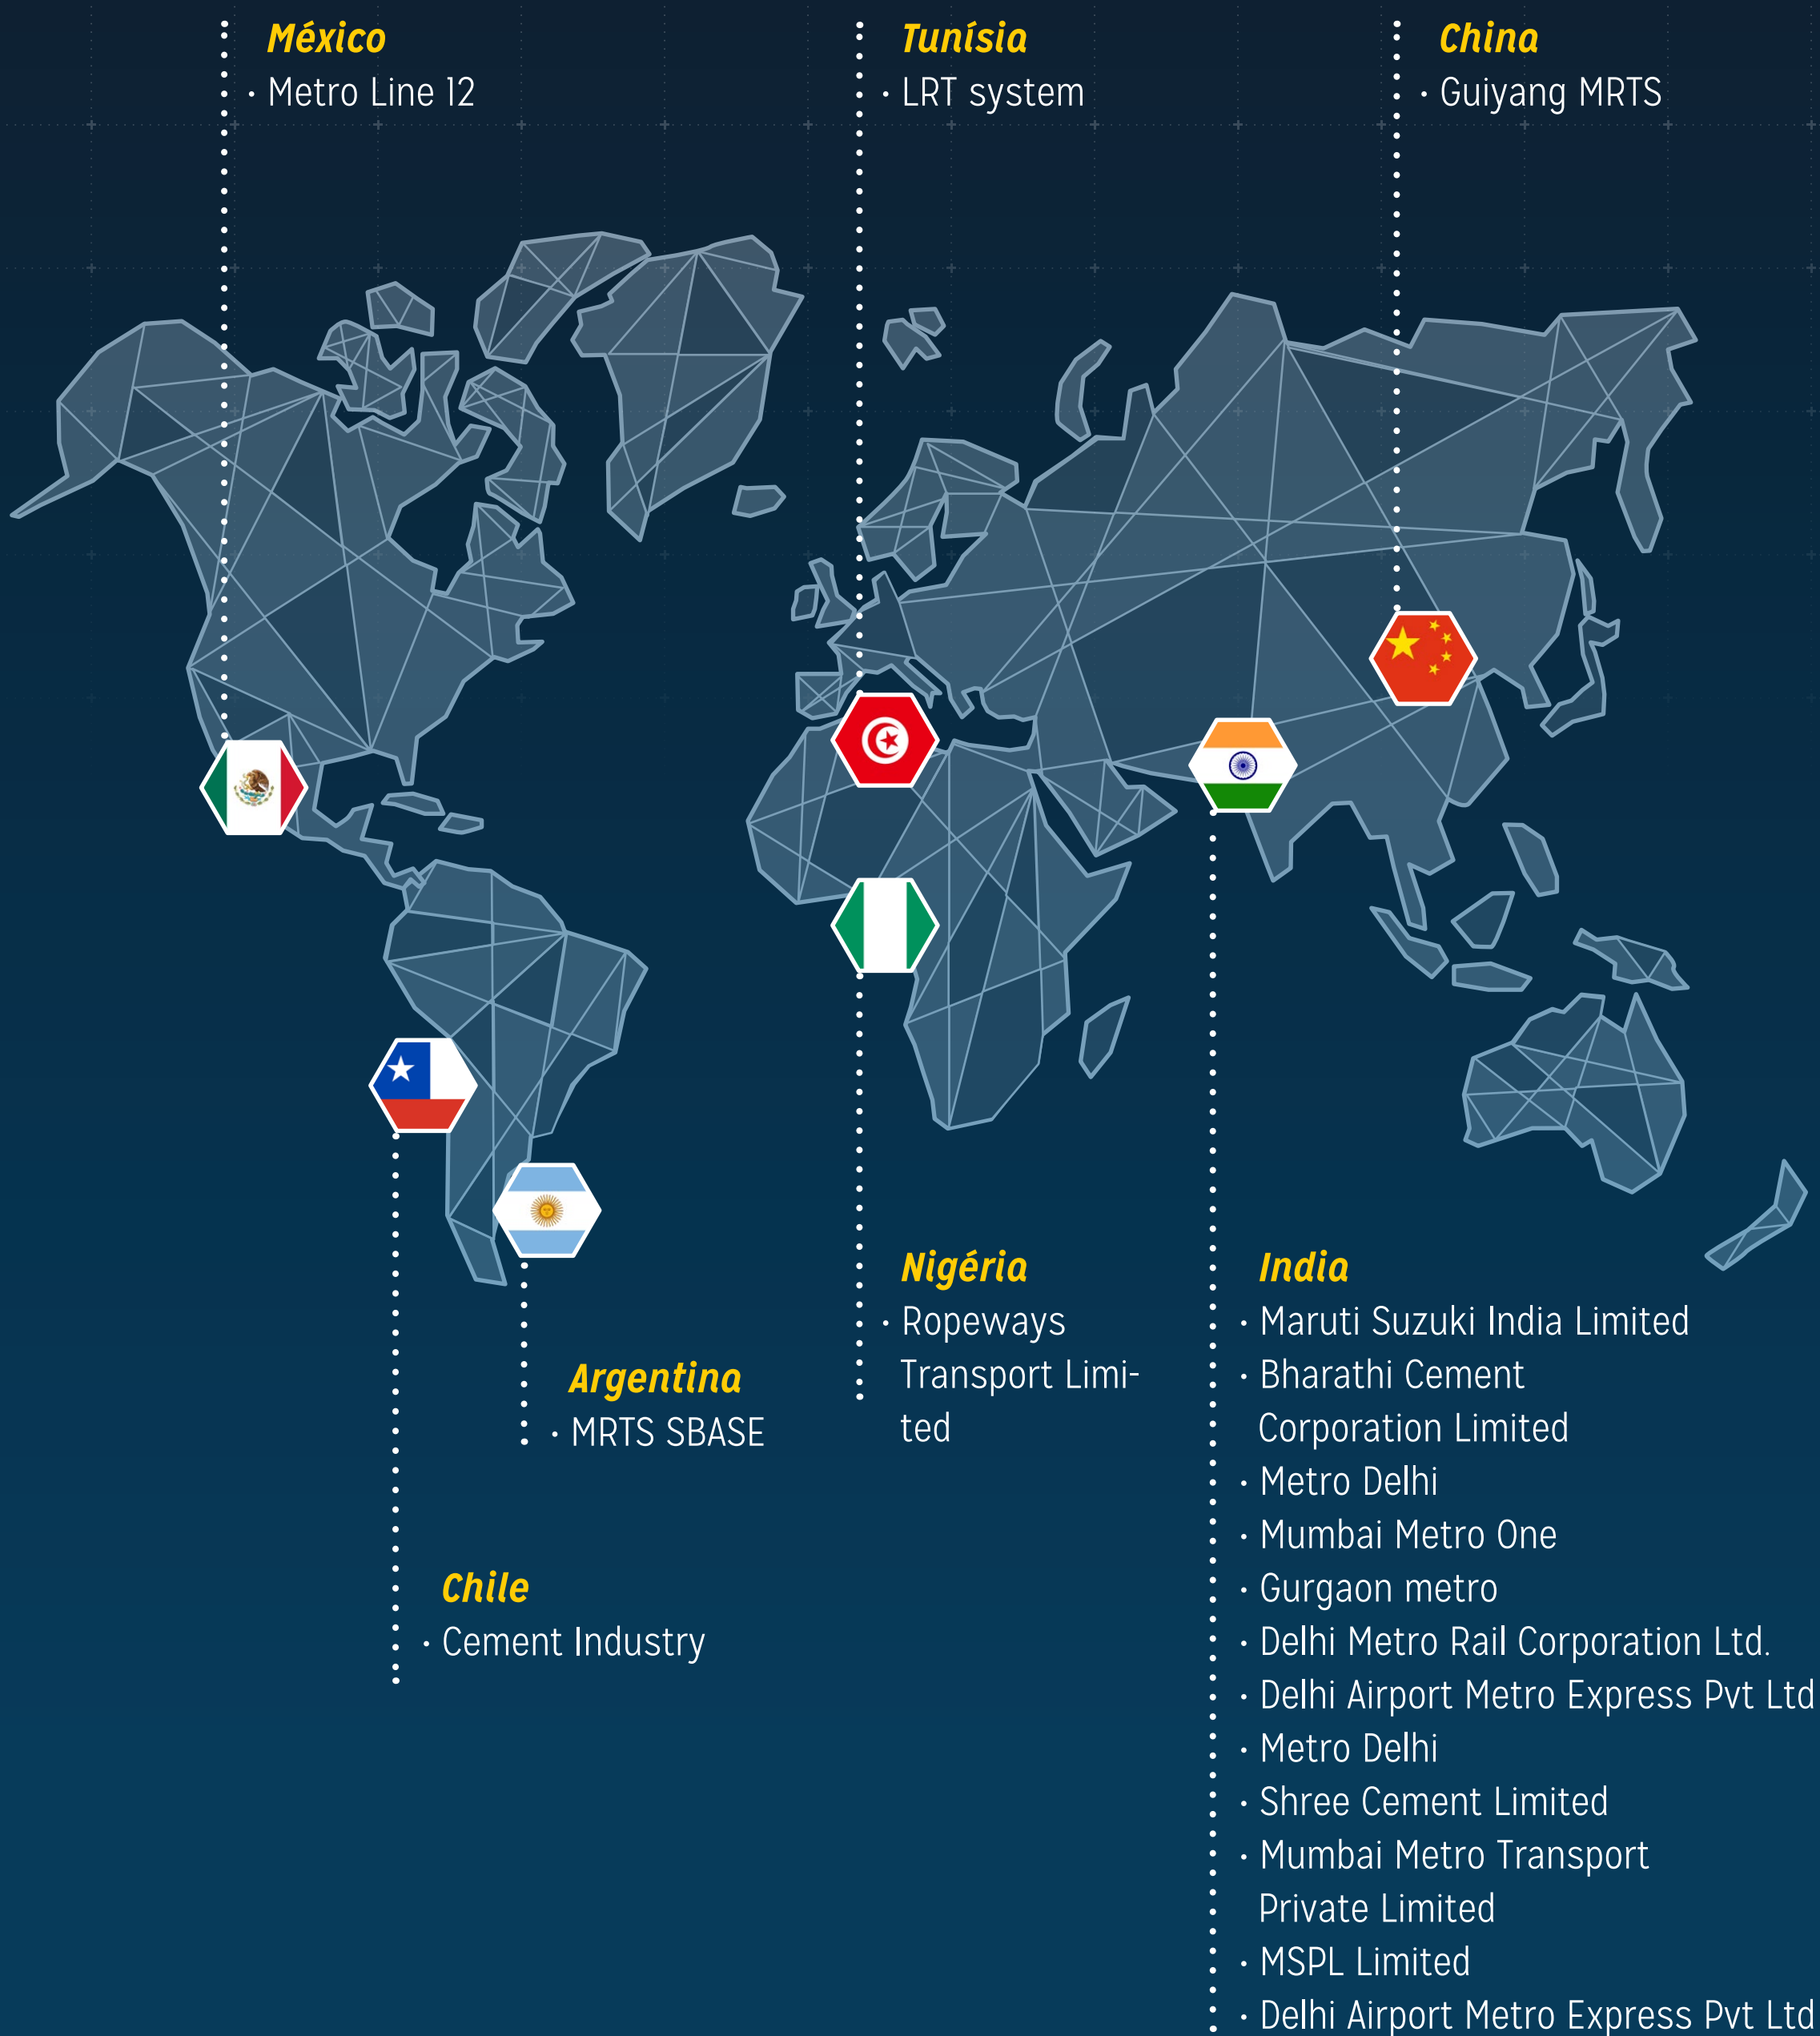 México
· Metro Line 12
Tunísia
· LRT system
China
· Guiyang MRTS
Nigéria
· Ropeways
Transport Limi-
ted
India
· Maruti Suzuki India Limited
· Bharathi Cement
Corporation Limited
· Metro Delhi
· Mumbai Metro One
· Gurgaon metro
· Delhi Metro Rail Corporation Ltd.
· Delhi Airport Metro Express Pvt Ltd
· Metro Delhi
· Shree Cement Limited
· Mumbai Metro Transport
Private Limited
· MSPL Limited
· Delhi Airport Metro Express Pvt Ltd
Argentina
· MRTS SBASE
Chile
· Cement Industry